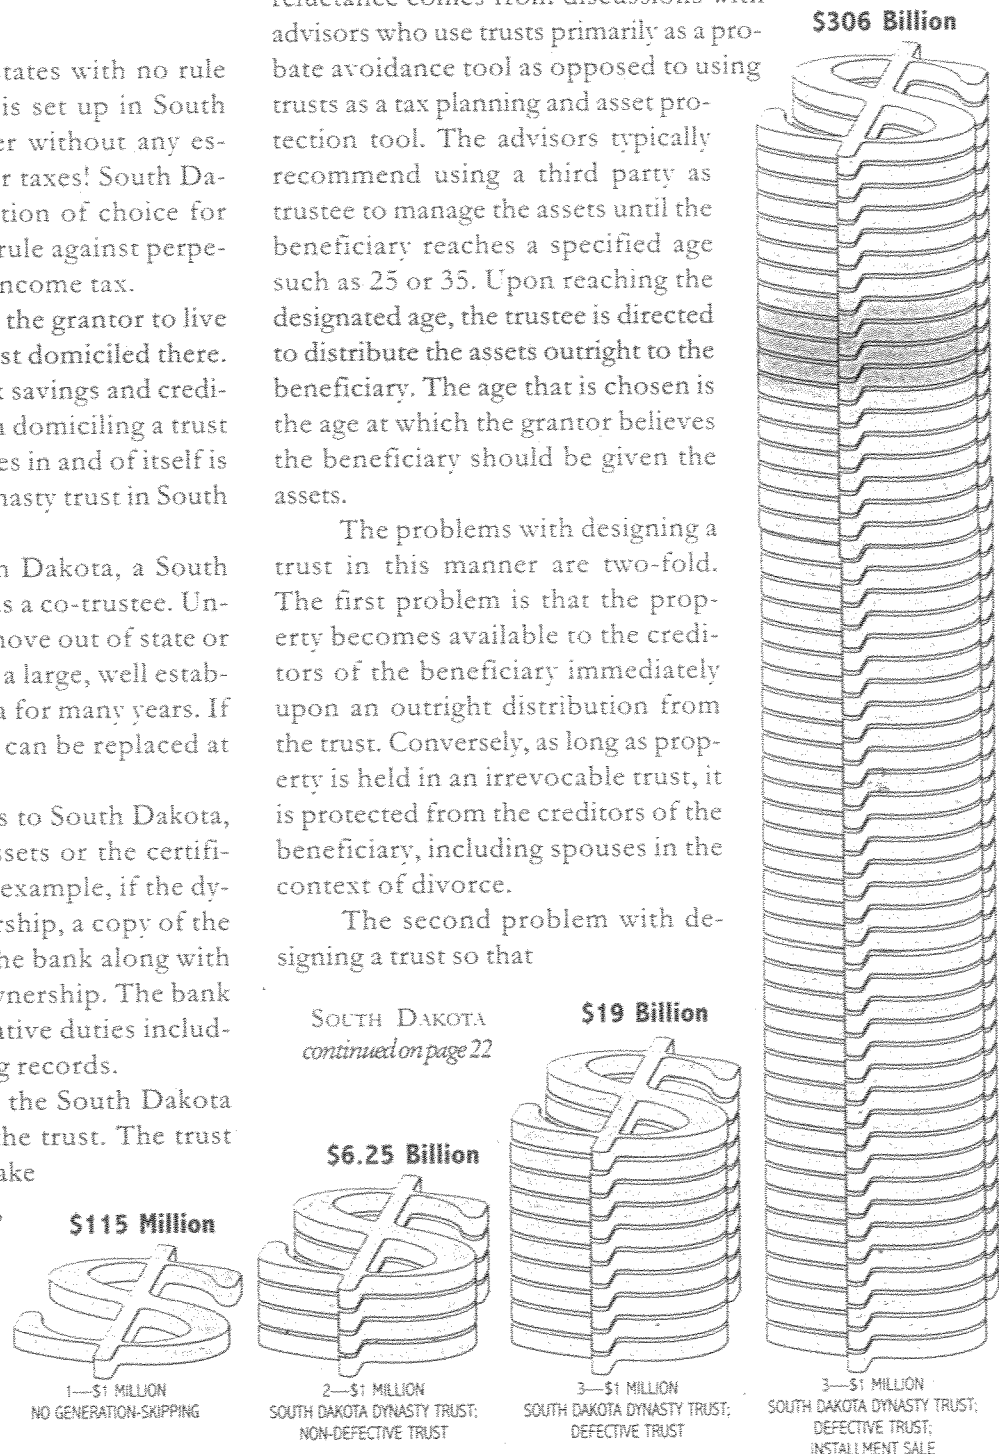 tates with no rule
is set up in South
er without any es-
r taxes! South Da-
tion of choice for
rule against perpe-
ncome tax.
the grantor to live
st domiciled there.
x savings and credi-
n domiciling a trust
es in and of itself is
nasty trust in South
n Dakota, a South
as a co-trustee. Un-
move out of state or
a large, well estab-
a for many years. If
can be replaced at
s to South Dakota,
ssets or the certifi-
example, if the dy-
rship, a copy of the
he bank along with
wnership. The bank
ative duties includ-
g records.
the South Dakota
he trust. The trust
ake
reluctance comes from discussions with
advisors who use trusts primarily as a pro-
bate avoidance tool as opposed to using
trusts as a tax planning and asset pro-
tection tool. The advisors typically
recommend using a third party as
trustee to manage the assets until the
beneficiary reaches a specified age
such as 25 or 35. Upon reaching the
designated age, the trustee is directed
to distribute the assets outright to the
beneficiary. The age that is chosen is
the age at which the grantor believes
the beneficiary should be given the
assets.
The problems with designing a
trust in this manner are two-fold.
The first problem is that the prop-
erty becomes available to the credi-
tors of the beneficiary immediately
upon an outright distribution from
the trust. Conversely, as long as prop-
erty is held in an irrevocable trust, it
is protected from the creditors of the
beneficiary, including spouses in the
context of divorce.
The second problem with de-
signing a trust so that
SOUTH DAKOTA
continued on page 22
$115 Million
1—$1 MILLION
NO GENERATION-SKIPPING
$6.25 Billion
2—$1 MILLION
SOUTH DAKOTA DYNASTY TRUST;
NON-DEFECTIVE TRUST
$19 Billion
3—$1 MILLION
SOUTH DAKOTA DYNASTY TRUST;
DEFECTIVE TRUST
$306 Billion
3—$1 MILLION
SOUTH DAKOTA DYNASTY TRUST;
DEFECTIVE TRUST;
INSTALLMENT SALE